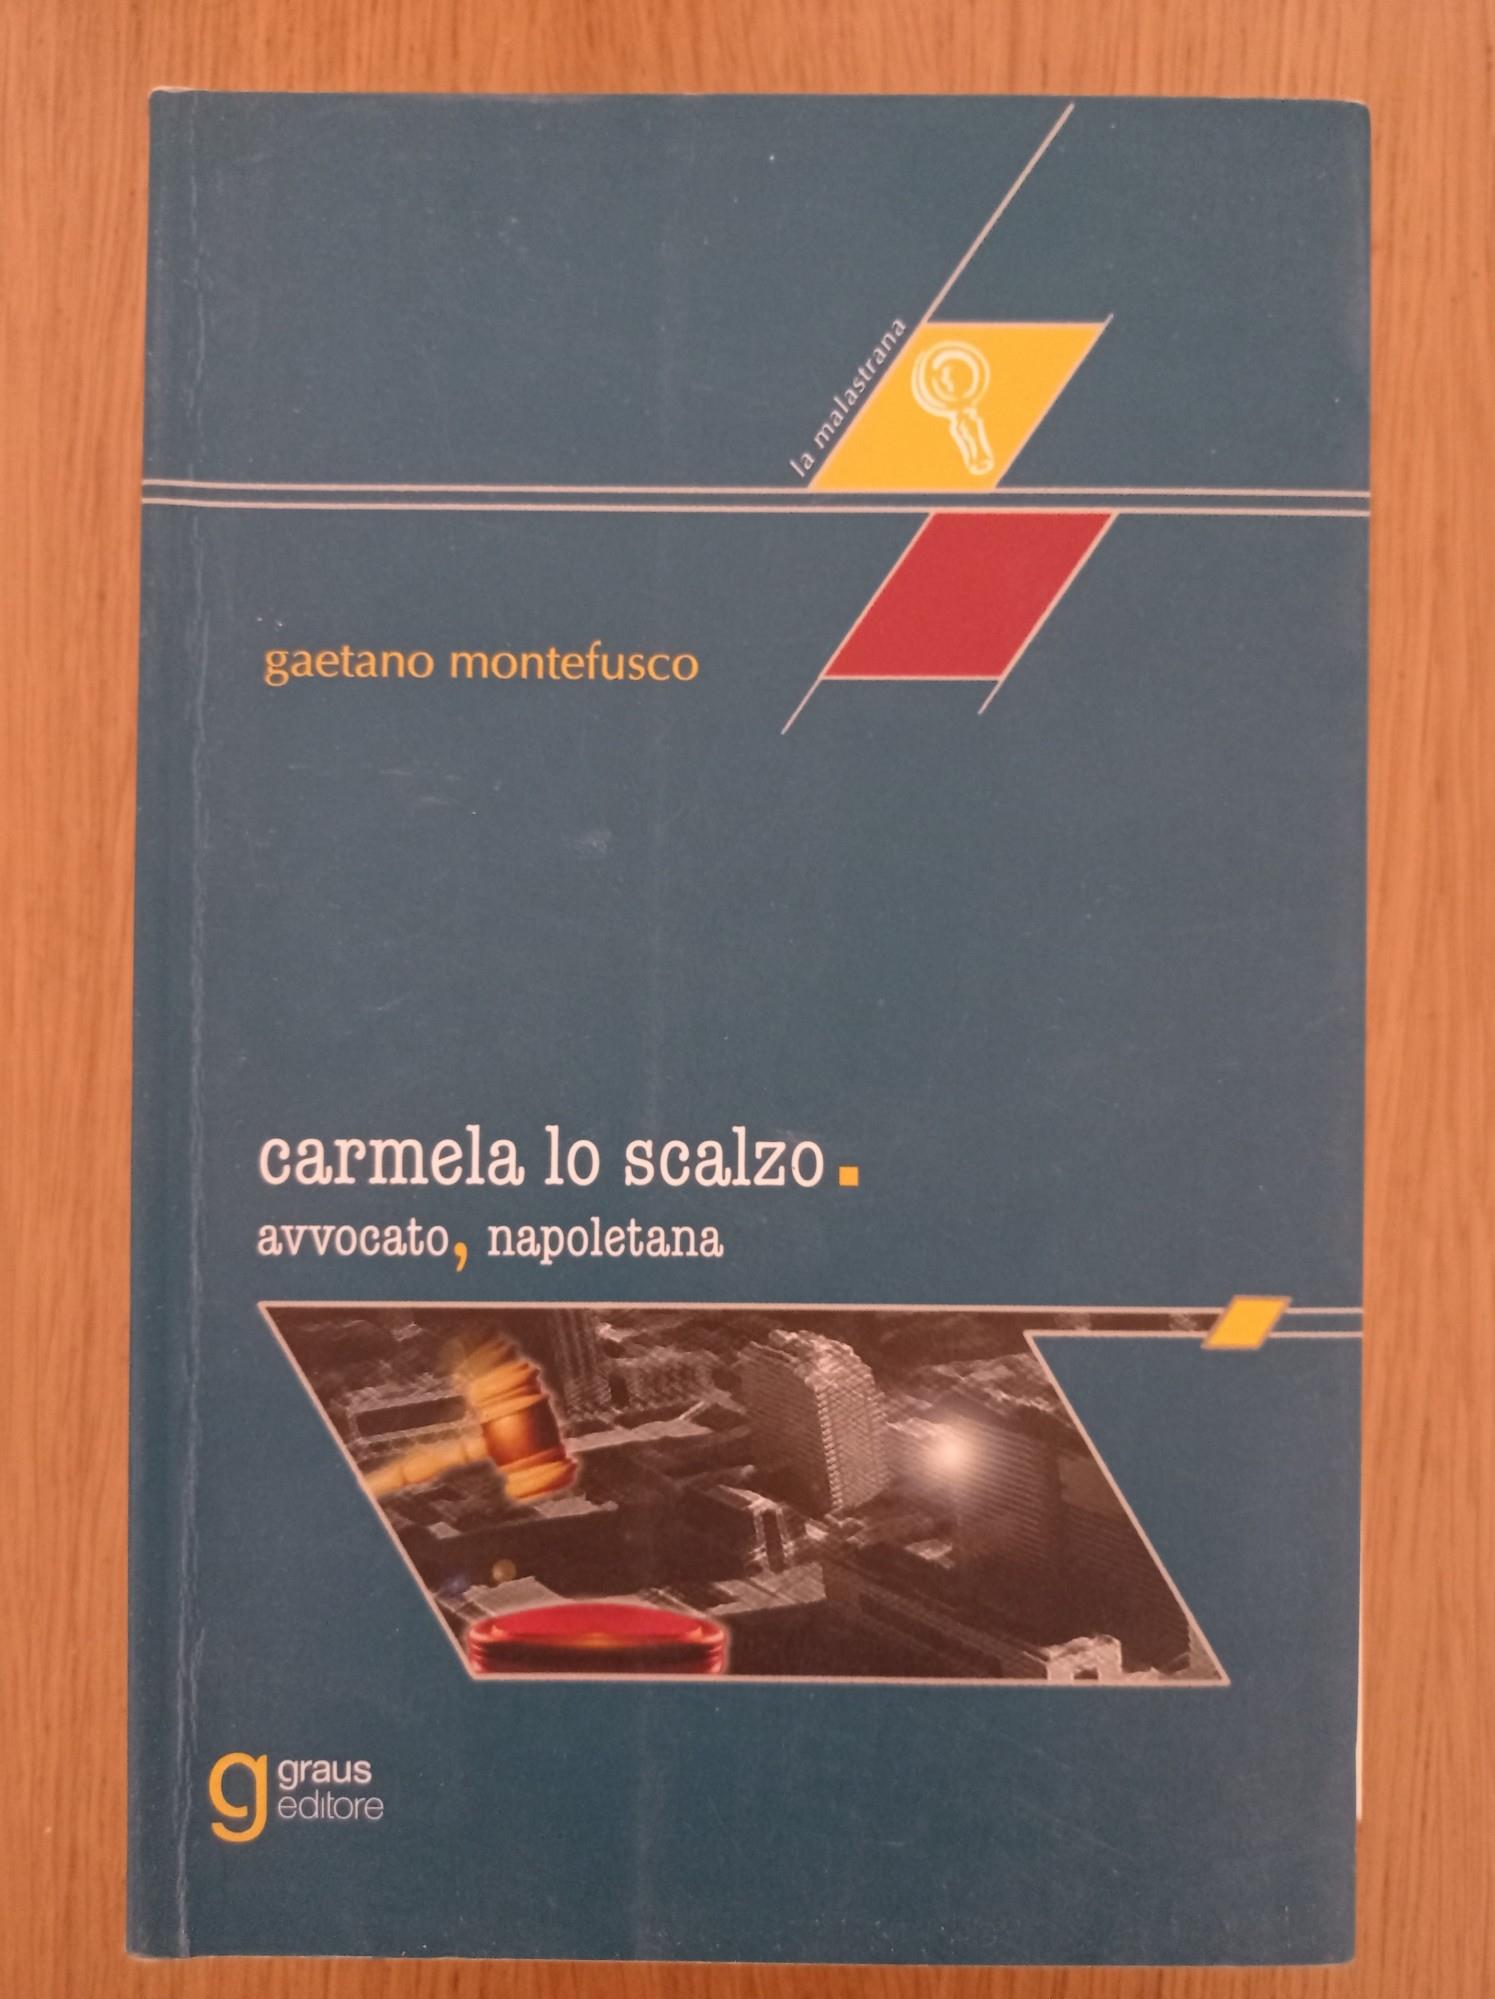 la malastrana
gaetano montefusco
carmela lo scalzo.
avvocato, napoletana
g graus
editore